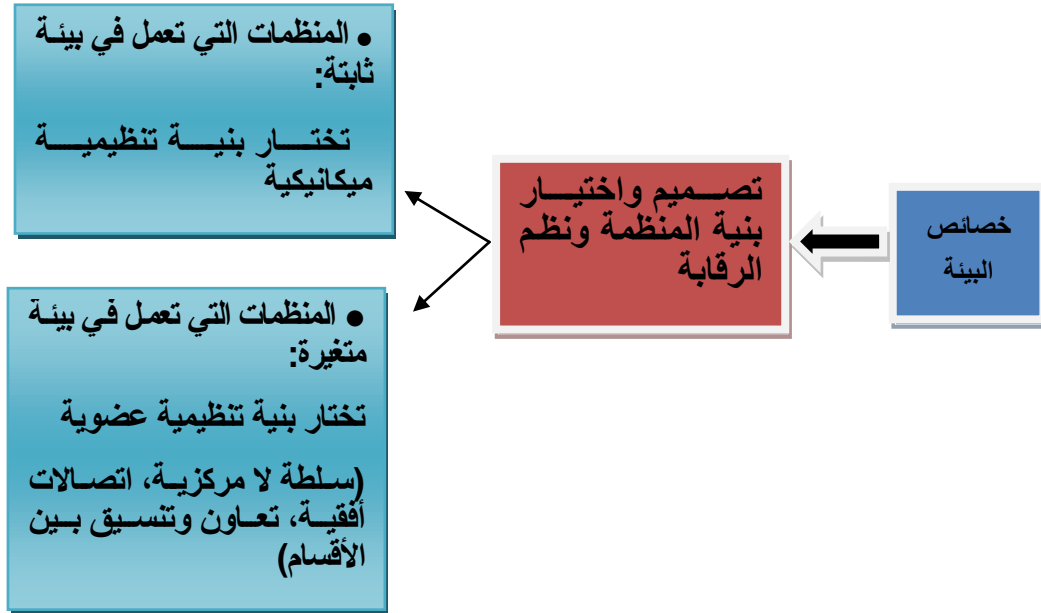 خصائص
البيئة
تصميم واختيار
بنية المنظمة ونظم
الرقابة
● المنظمات التي تعمل في بيئة
ثابتة:
تختار بنية تنظيمية
ميكانيكية
● المنظمات التي تعمل في بيئة
متغيرة:
تختار بنية تنظيمية عضوية
(سلطة لا مركزية، اتصالات
أفقية، تعاون وتنسيق بين
الأقسام)